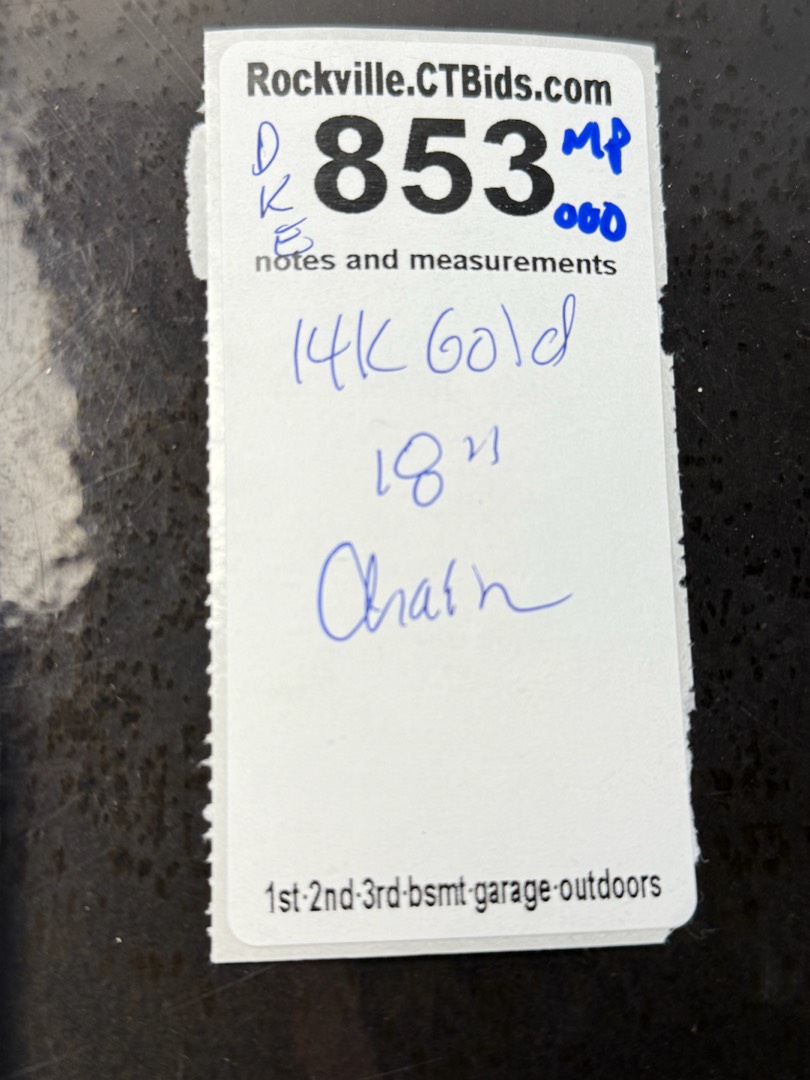 Rockville.CTBids.com
D
K
E
853
MP
000
notes and measurements
14K Gold
18"
Chain
1st-2nd-3rd-bsmt-garage-outdoors